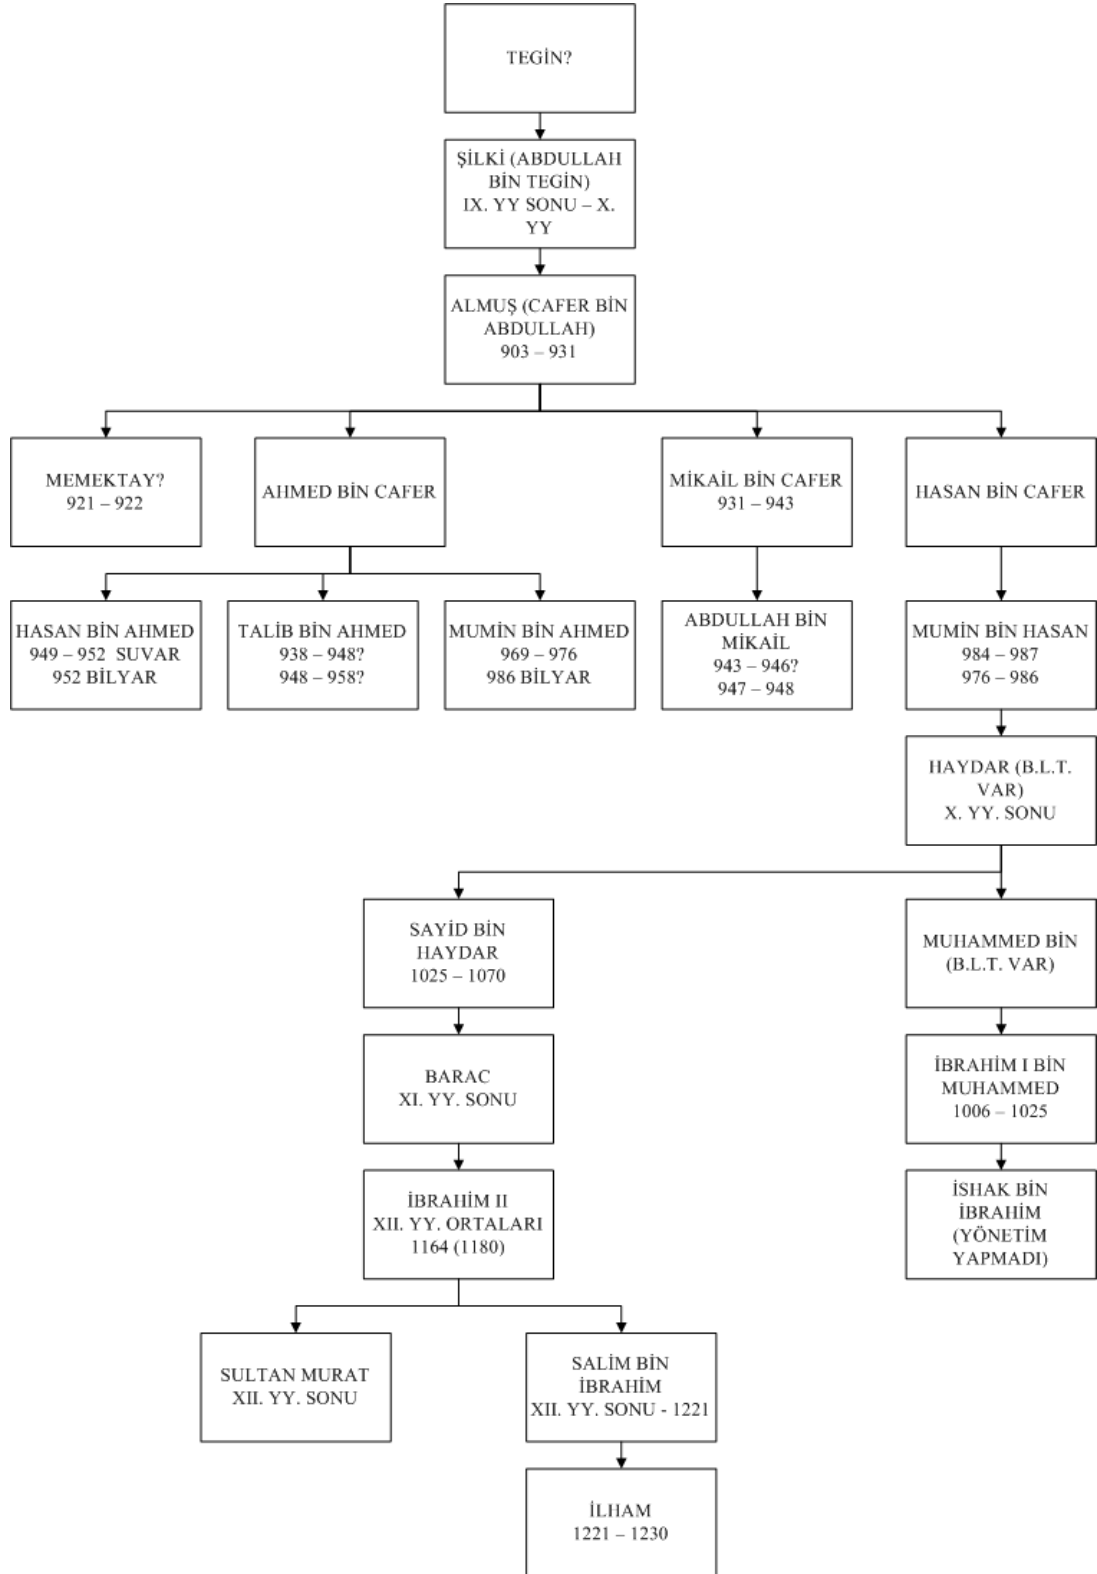 TEGİN?
ŞİLKİ (ABDULLAH
BİN TEGİN)
IX. YY SONU – X.
YY
ALMUŞ (CAFER BİN
ABDULLAH)
903 – 931
MEMEKTAY?
921 – 922
AHMED BİN CAFER
MİKAİL BİN CAFER
931 – 943
HASAN BİN CAFER
HASAN BİN AHMED
949 – 952 SUVAR
952 BİLYAR
TALİB BİN AHMED
938 – 948?
948 – 958?
MUMİN BİN AHMED
969 – 976
986 BİLYAR
ABDULLAH BİN
MİKAİL
943 – 946?
947 – 948
MUMİN BİN HASAN
984 – 987
976 – 986
HAYDAR (B.L.T.
VAR)
X. YY. SONU
SAYİD BİN
HAYDAR
1025 – 1070
MUHAMMED BİN
(B.L.T. VAR)
BARAC
XI. YY. SONU
İBRAHİM I BİN
MUHAMMED
1006 – 1025
İBRAHİM II
XII. YY. ORTALARI
1164 (1180)
İSHAK BİN
İBRAHİM
(YÖNETİM
YAPMADI)
SULTAN MURAT
XII. YY. SONU
SALİM BİN
İBRAHİM
XII. YY. SONU - 1221
İLHAM
1221 – 1230